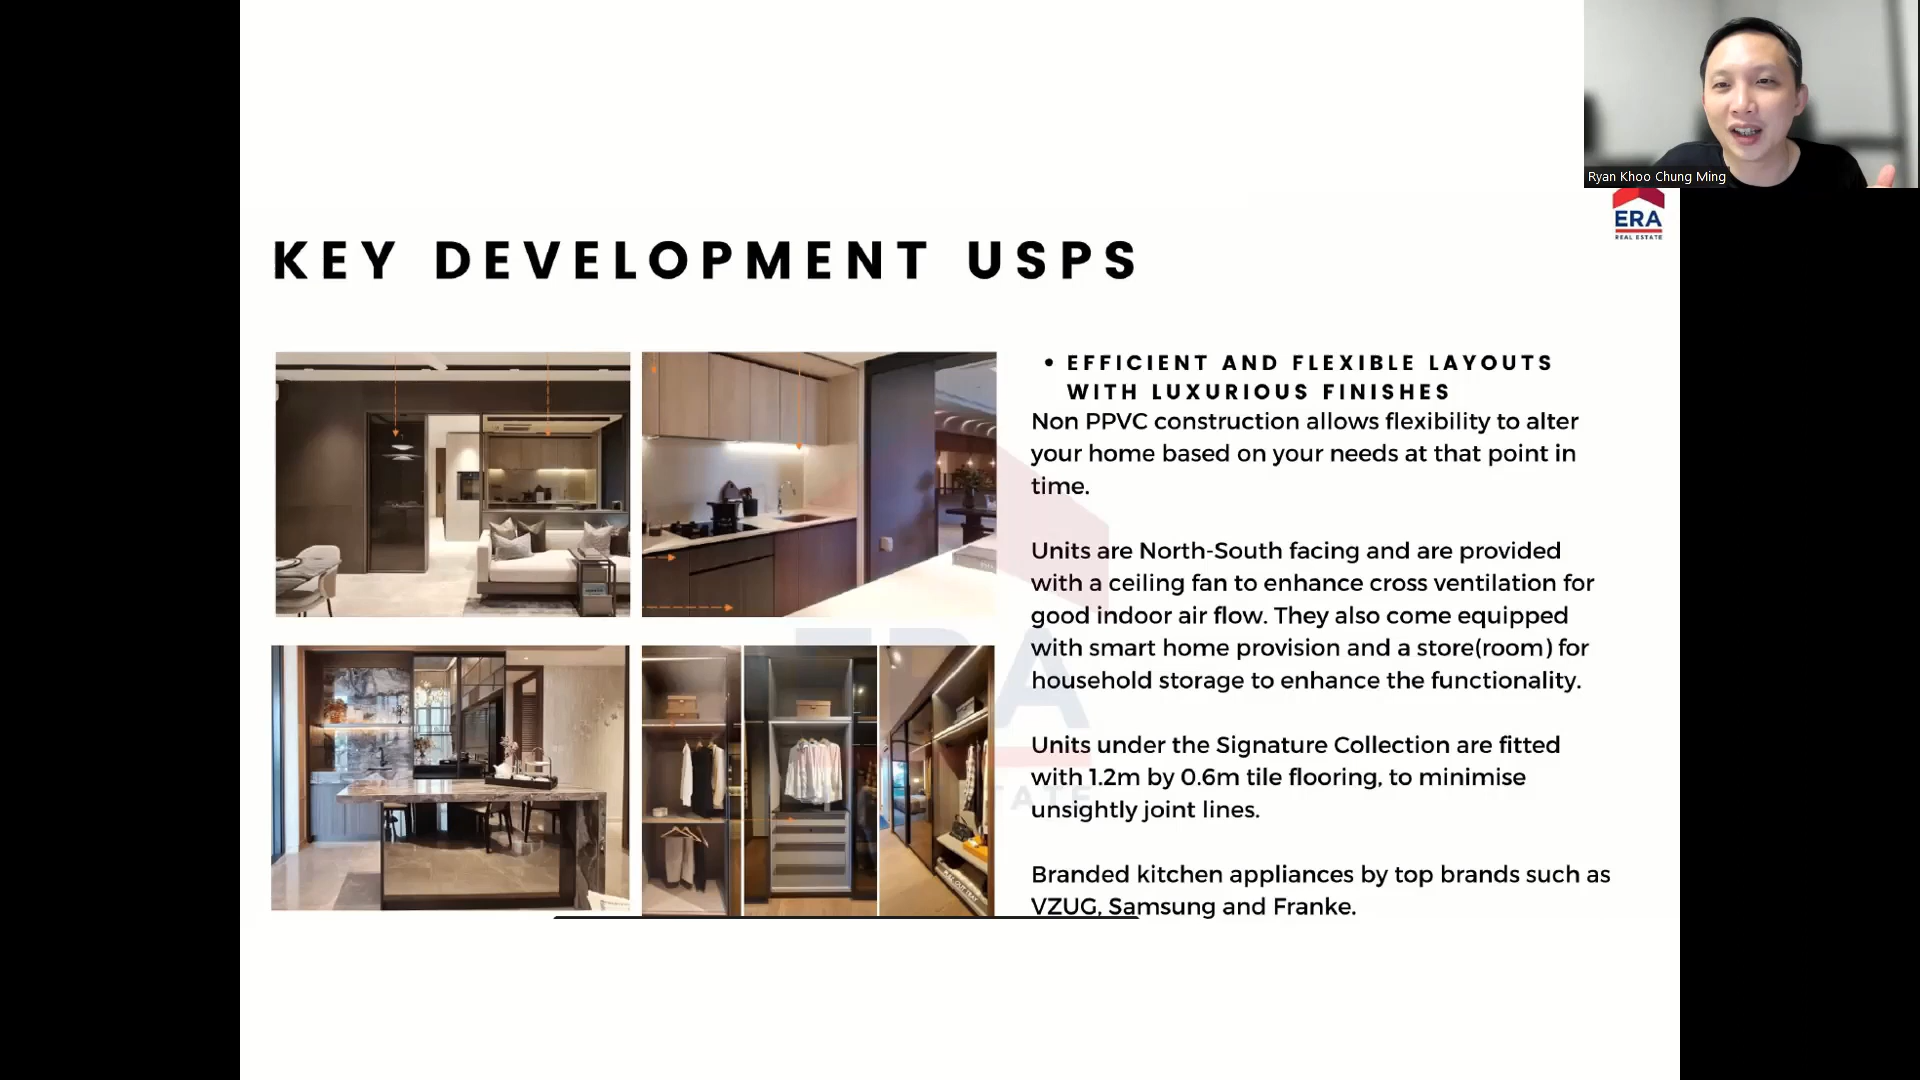 Ryan Khoo Chung Ming
ERA
REAL ESTATE
KEY DEVELOPMENT USPS
• EFFICIENT AND FLEXIBLE LAYOUTS
WITH LUXURIOUS FINISHES
Non PPVC construction allows flexibility to alter
your home based on your needs at that point in
time.
Units are North-South facing and are provided
with a ceiling fan to enhance cross ventilation for
good indoor air flow. They also come equipped
with smart home provision and a store(room) for
household storage to enhance the functionality.
Units under the Signature Collection are fitted
with 1.2m by 0.6m tile flooring, to minimise
unsightly joint lines.
Branded kitchen appliances by top brands such as
VZUG, Samsung and Franke.